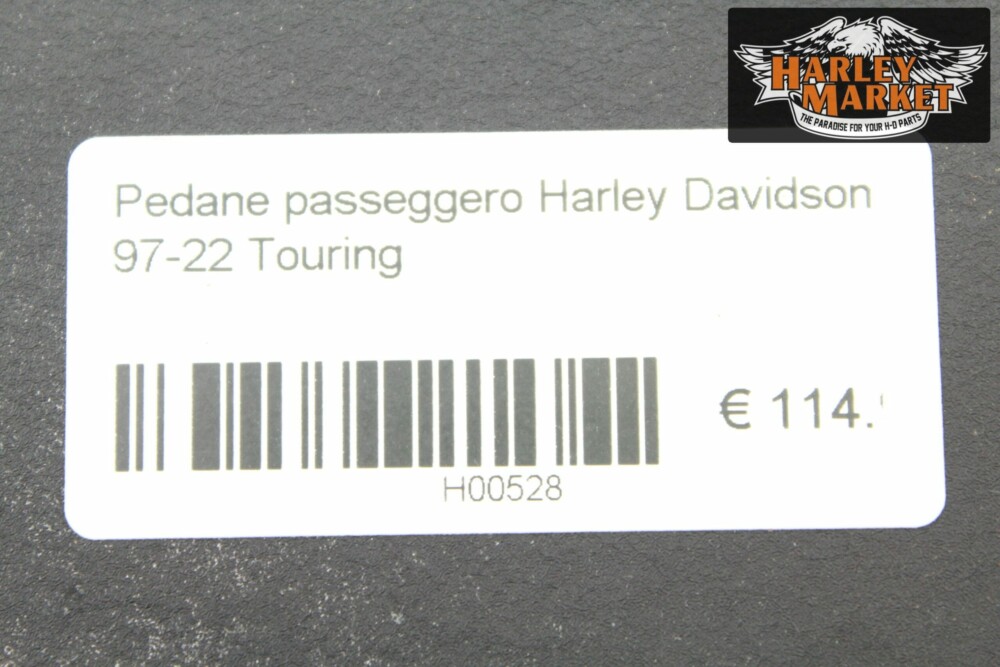 HARLEY
MARKET
THE PARADISE FOR YOUR H-D PARTS
Pedane passeggero Harley Davidson
97-22 Touring
€ 114.
H00528